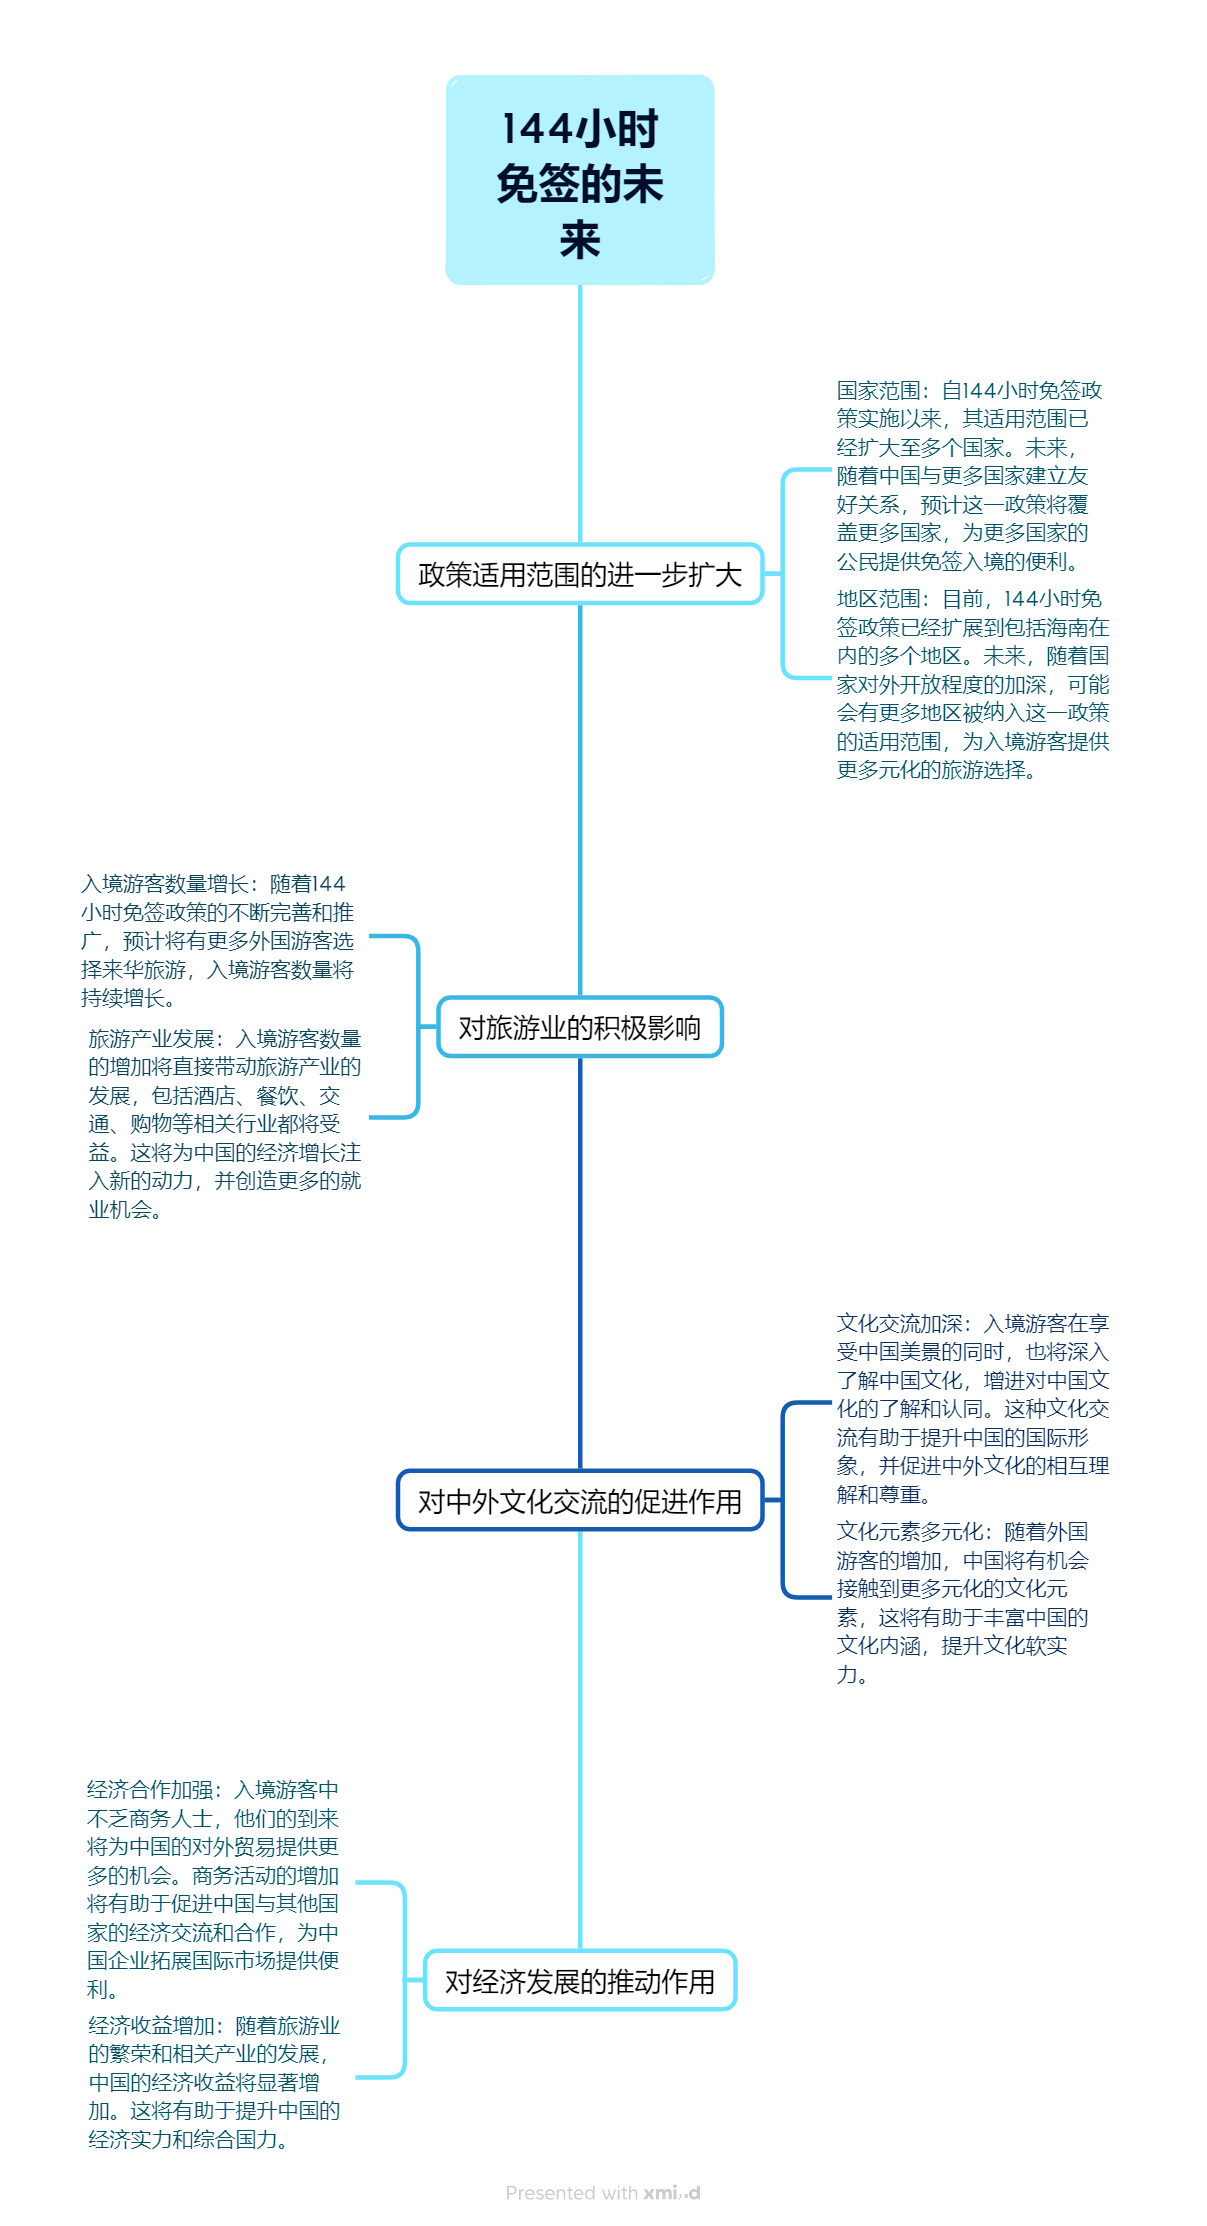 144小时
免签的未
来
国家范围：自144小时免签政
策实施以来，其适用范围已
经扩大至多个国家。未来，
随着中国与更多国家建立友
好关系，预计这一政策将覆
盖更多国家，为更多国家的
公民提供免签入境的便利。
政策适用范围的进一步扩大
地区范围：目前，144小时免
签政策已经扩展到包括海南在
内的多个地区。未来，随着国
家对外开放程度的加深，可能
会有更多地区被纳入这一政策
的适用范围，为入境游客提供
更多元化的旅游选择。
入境游客数量增长：随着144
小时免签政策的不断完善和推
广，预计将有更多外国游客选
择来华旅游，入境游客数量将
持续增长。
对旅游业的积极影响
旅游产业发展：入境游客数量
的增加将直接带动旅游产业的
发展，包括酒店、餐饮、交
通、购物等相关行业都将受
益。这将为中国的经济增长注
入新的动力，并创造更多的就
业机会。
文化交流加深：入境游客在享
受中国美景的同时，也将深入
了解中国文化，增进对中国文
化的了解和认同。这种文化交
流有助于提升中国的国际形
象，并促进中外文化的相互理
解和尊重。
对中外文化交流的促进作用
文化元素多元化：随着外国
游客的增加，中国将有机会
接触到更多元化的文化元
素，这将有助于丰富中国的
文化内涵，提升文化软实
力。
经济合作加强：入境游客中
不乏商务人士，他们的到来
将为中国的对外贸易提供更
多的机会。商务活动的增加
将有助于促进中国与其他国
家的经济交流和合作，为中
国企业拓展国际市场提供便
利。
对经济发展的推动作用
经济收益增加：随着旅游业
的繁荣和相关产业的发展，
中国的经济收益将显著增
加。这将有助于提升中国的
经济实力和综合国力。
Presented with xmind